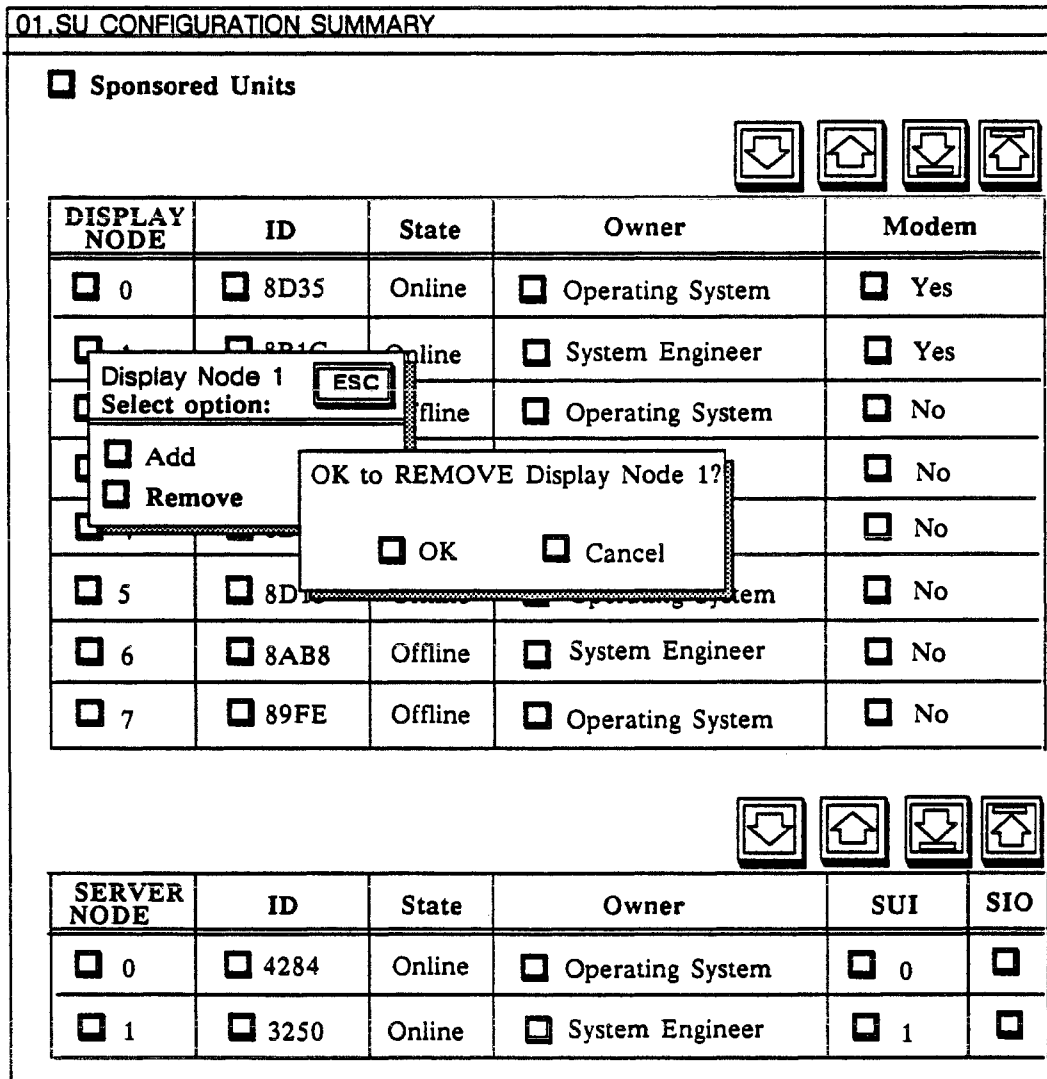 01.SU CONFIGURATION SUMMARY
Sponsored Units
DISPLAY NODE ID State Owner Modem
0 8D35 Online Operating System Yes
Online System Engineer Yes
Display Node 1 ESC
Select option:
Operating System No
Add
No
OK to REMOVE Display Node 1?
Remove
No
OK Cancel
5 No
6 8AB8 Offline System Engineer No
7 89FE Offline Operating System No
SERVER NODE ID State Owner SUI SIO
0 4284 Online Operating System 0
1 3250 Online System Engineer 1